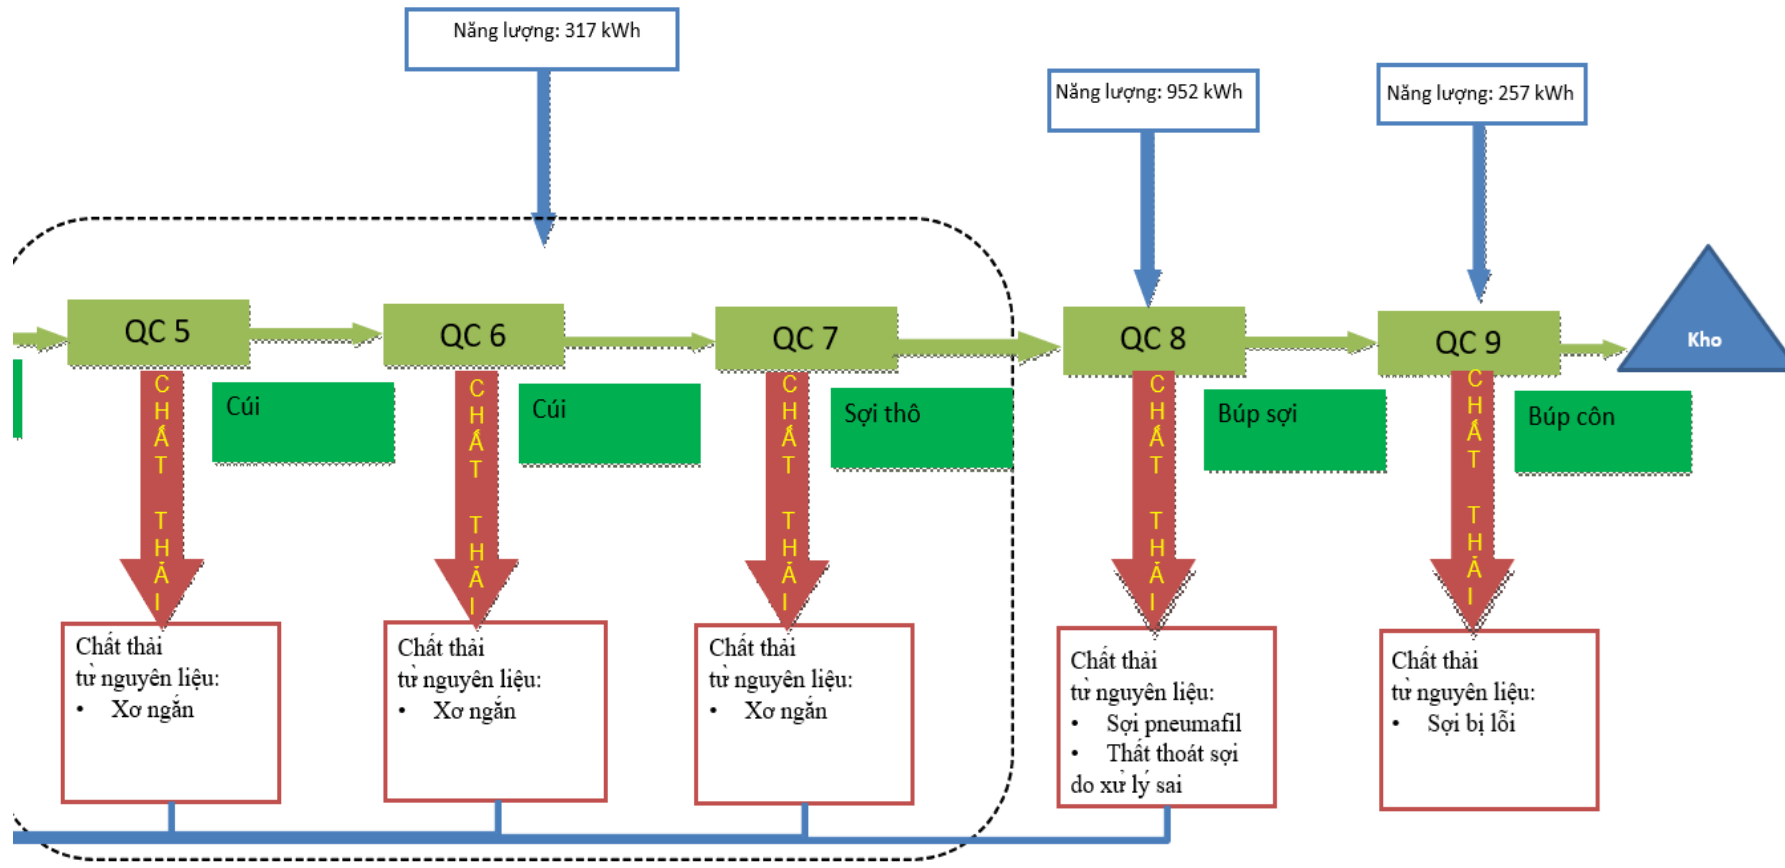 Năng lượng: 317 kWh
Năng lượng: 952 kWh
Năng lượng: 257 kWh
QC 5
QC 6
QC 7
QC 8
QC 9
Kho
CHẤT THẢI
Cúi
CHẤT THẢI
Cúi
CHẤT THẢI
Sợi thô
CHẤT THẢI
Búp sợi
CHẤT THẢI
Búp côn
Chất thải
từ nguyên liệu:
• Xơ ngắn
Chất thải
từ nguyên liệu:
• Xơ ngắn
Chất thải
từ nguyên liệu:
• Xơ ngắn
Chất thải
từ nguyên liệu:
• Sợi pneumafil
• Thất thoát sợi
do xử lý sai
Chất thải
từ nguyên liệu:
• Sợi bị lỗi